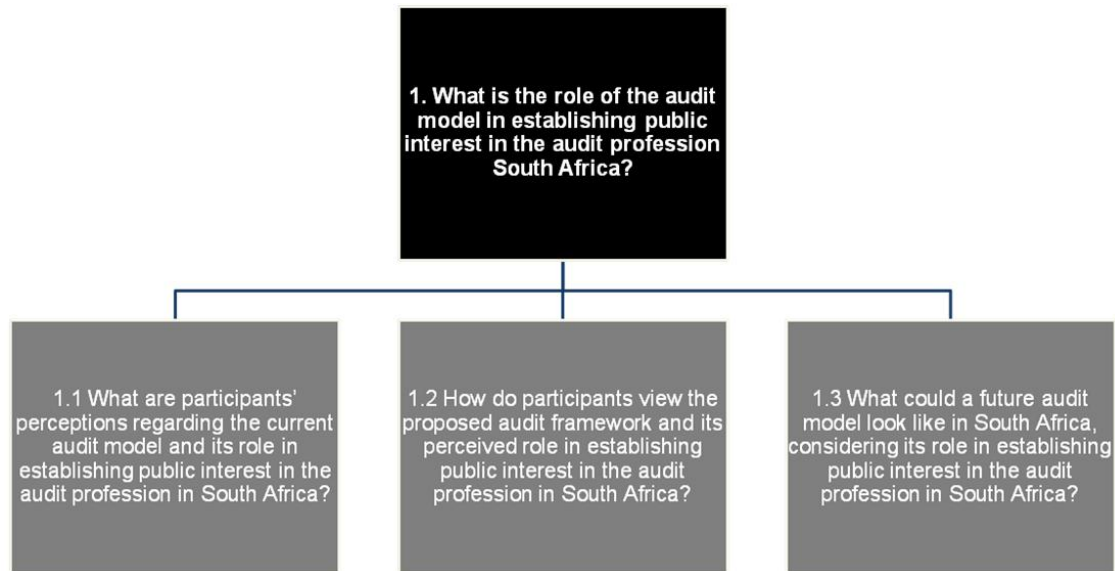 1. What is the role of the audit
model in establishing public
interest in the audit profession
South Africa?
1.1 What are participants'
perceptions regarding the current
audit model and its role in
establishing public interest in the
audit profession in South Africa?
1.2 How do participants view the
proposed audit framework and its
perceived role in establishing
public interest in the audit
profession in South Africa?
1.3 What could a future audit
model look like in South Africa,
considering its role in establishing
public interest in the audit
profession in South Africa?